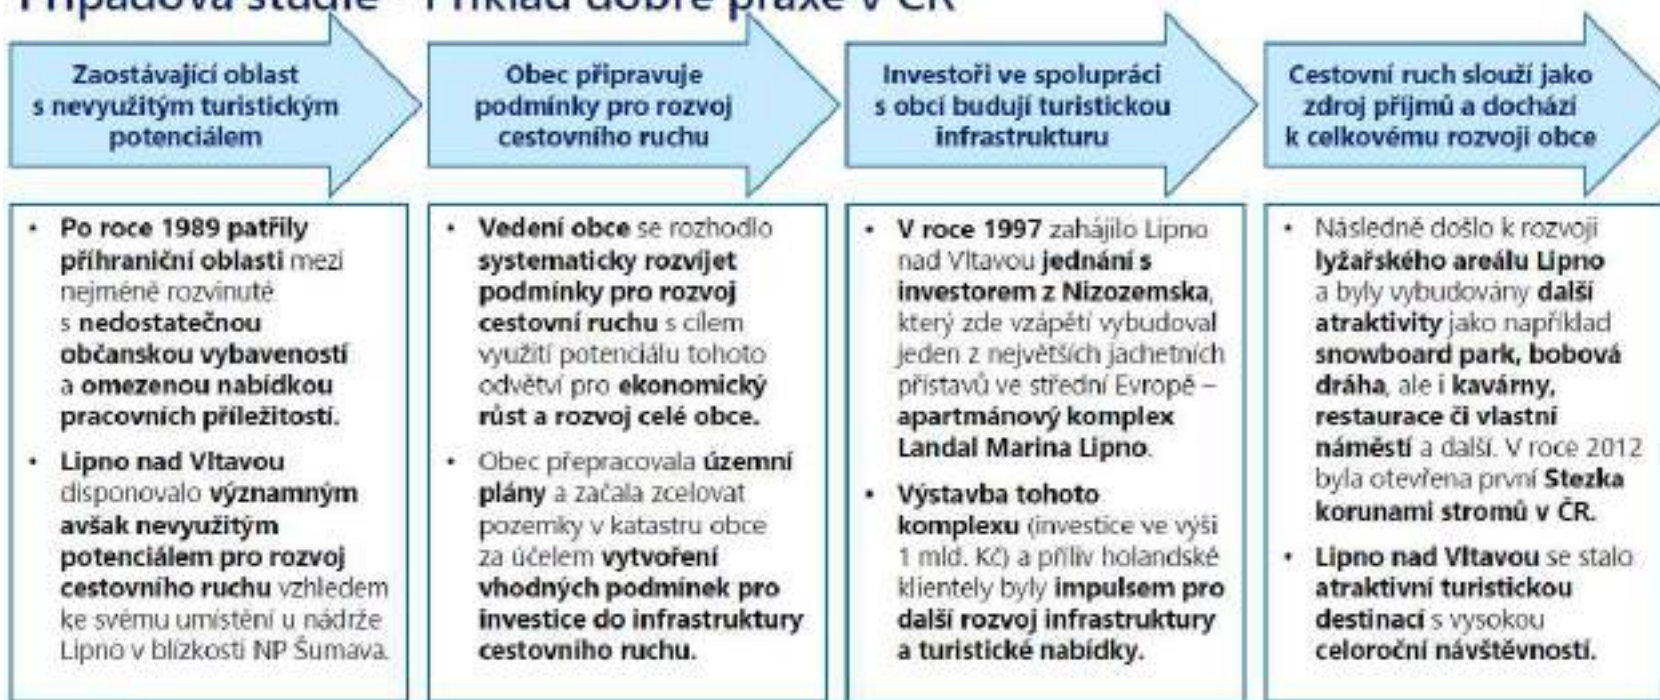 Případová studie - Příklad dobré praxe v ČR
Zaostávající oblast
s nevyužitým turistickým
potenciálem
Po roce 1989 patřily
příhraniční oblasti mezi
nejméně rozvinuté
s nedostatečnou
občanskou vybaveností
a omezenou nabídkou
pracovních příležitostí.
Lipno nad Vltavou
disponovalo významným
avšak nevyužitým
potenciálem pro rozvoj
cestovního ruchu vzhledem
ke svému umístění u nádrže
Lipno v blízkosti NP Šumava.
Obec připravuje
podmínky pro rozvoj
cestovního ruchu
Vedení obce se rozhodlo
systematicky rozvíjet
podmínky pro rozvoj
cestovní ruchu s cílem
využití potenciálu tohoto
odvětví pro ekonomický
růst a rozvoj celé obce.
Obec přepracovala územní
plány a začala zcelovat
pozemky v katastru obce
za účelem vytvoření
vhodných podmínek pro
investice do infrastruktury
cestovního ruchu.
Investoři ve spolupráci
s obcí budují turistickou
infrastrukturu
V roce 1997 zahájilo Lipno
nad Vltavou jednání s
investorem z Nizozemska,
který zde vzápětí vybudoval
jeden z největších jachetních
přístavů ve střední Evropě –
apartmánový komplex
Landal Marina Lipno.
Výstavba tohoto
komplexu (investice ve výši
1 mld. Kč) a příliv holandské
klientely byly impulsem pro
další rozvoj infrastruktury
a turistické nabídky.
Cestovní ruch slouží jako
zdroj příjmů a dochází
k celkovému rozvoji obce
Následně došlo k rozvoji
lyžařského areálu Lipno
a byly vybudovány další
atraktivity jako například
snowboard park, bobová
dráha, ale i kavárny,
restaurace či vlastní
náměstí a další. V roce 2012
byla otevřena první Stezka
korunami stromů v ČR.
Lipno nad Vltavou se stalo
atraktivní turistickou
destinací s vysokou
celoroční návštěvností.